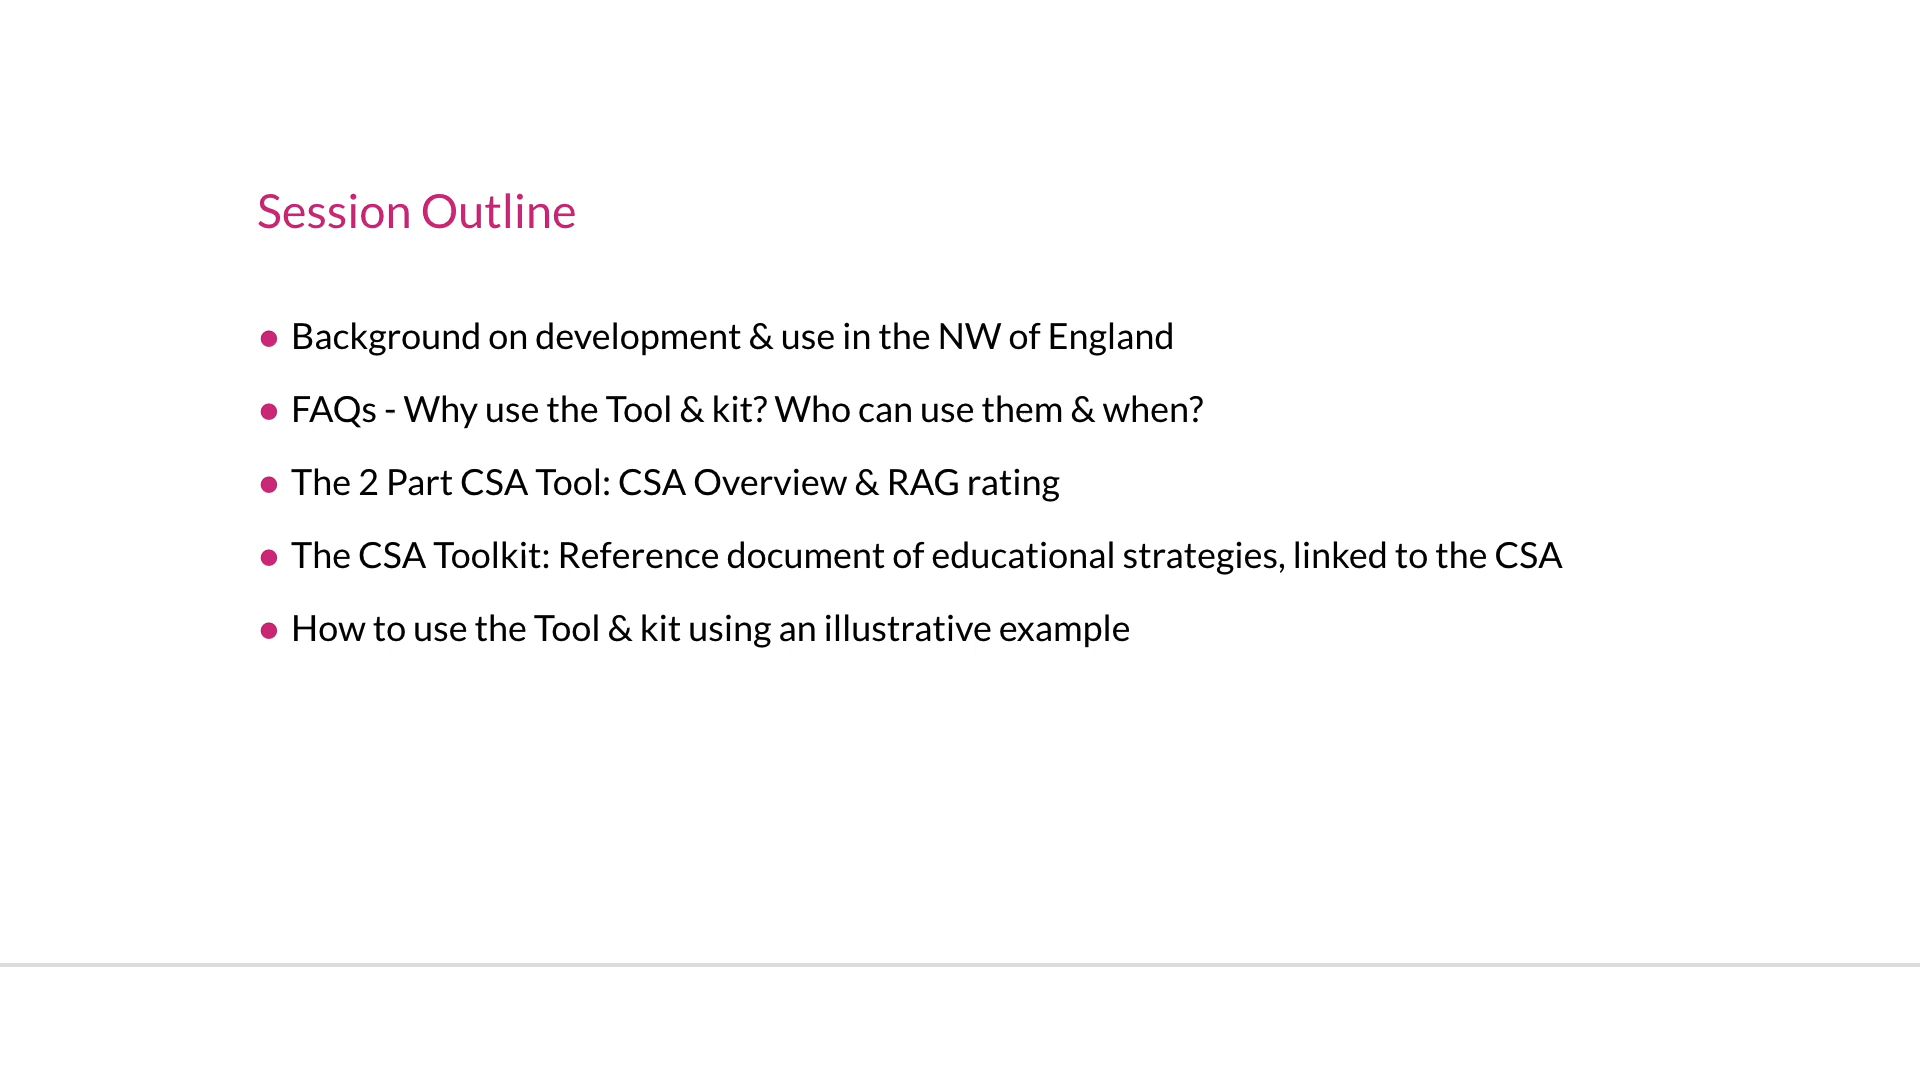 Session Outline
● Background on development & use in the NW of England
● FAQs - Why use the Tool & kit? Who can use them & when?
● The 2 Part CSA Tool: CSA Overview & RAG rating
● The CSA Toolkit: Reference document of educational strategies, linked to the CSA
● How to use the Tool & kit using an illustrative example